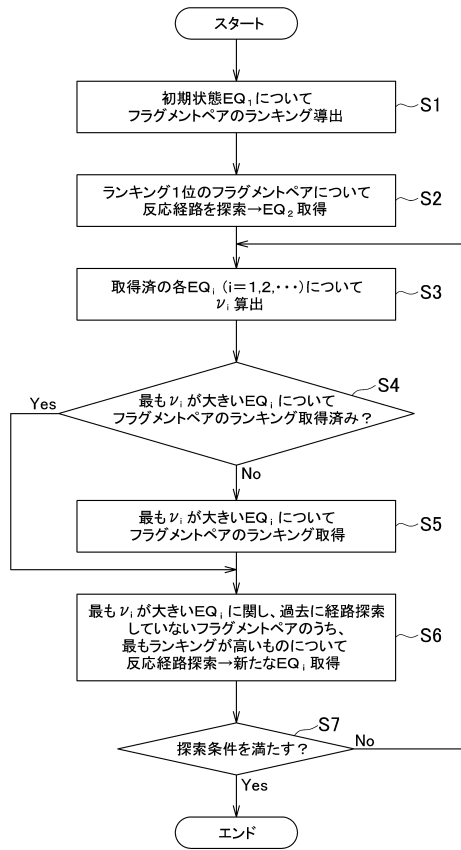 スタート
初期状態EQ₁について
フラグメントペアのランキング導出
S1
ランキング1位のフラグメントペアについて
反応経路を探索→EQ₂取得
S2
取得済の各EQᵢ(i=1,2,･･･)について
νᵢ算出
S3
S4
最もνᵢが大きいEQᵢについて
フラグメントペアのランキング取得済み?
Yes
No
最もνᵢが大きいEQᵢについて
フラグメントペアのランキング取得
S5
最もνᵢが大きいEQᵢに関し、過去に経路探索
していないフラグメントペアのうち、
最もランキングが高いものについて
反応経路探索→新たなEQᵢ取得
S6
S7
探索条件を満たす?
No
Yes
エンド